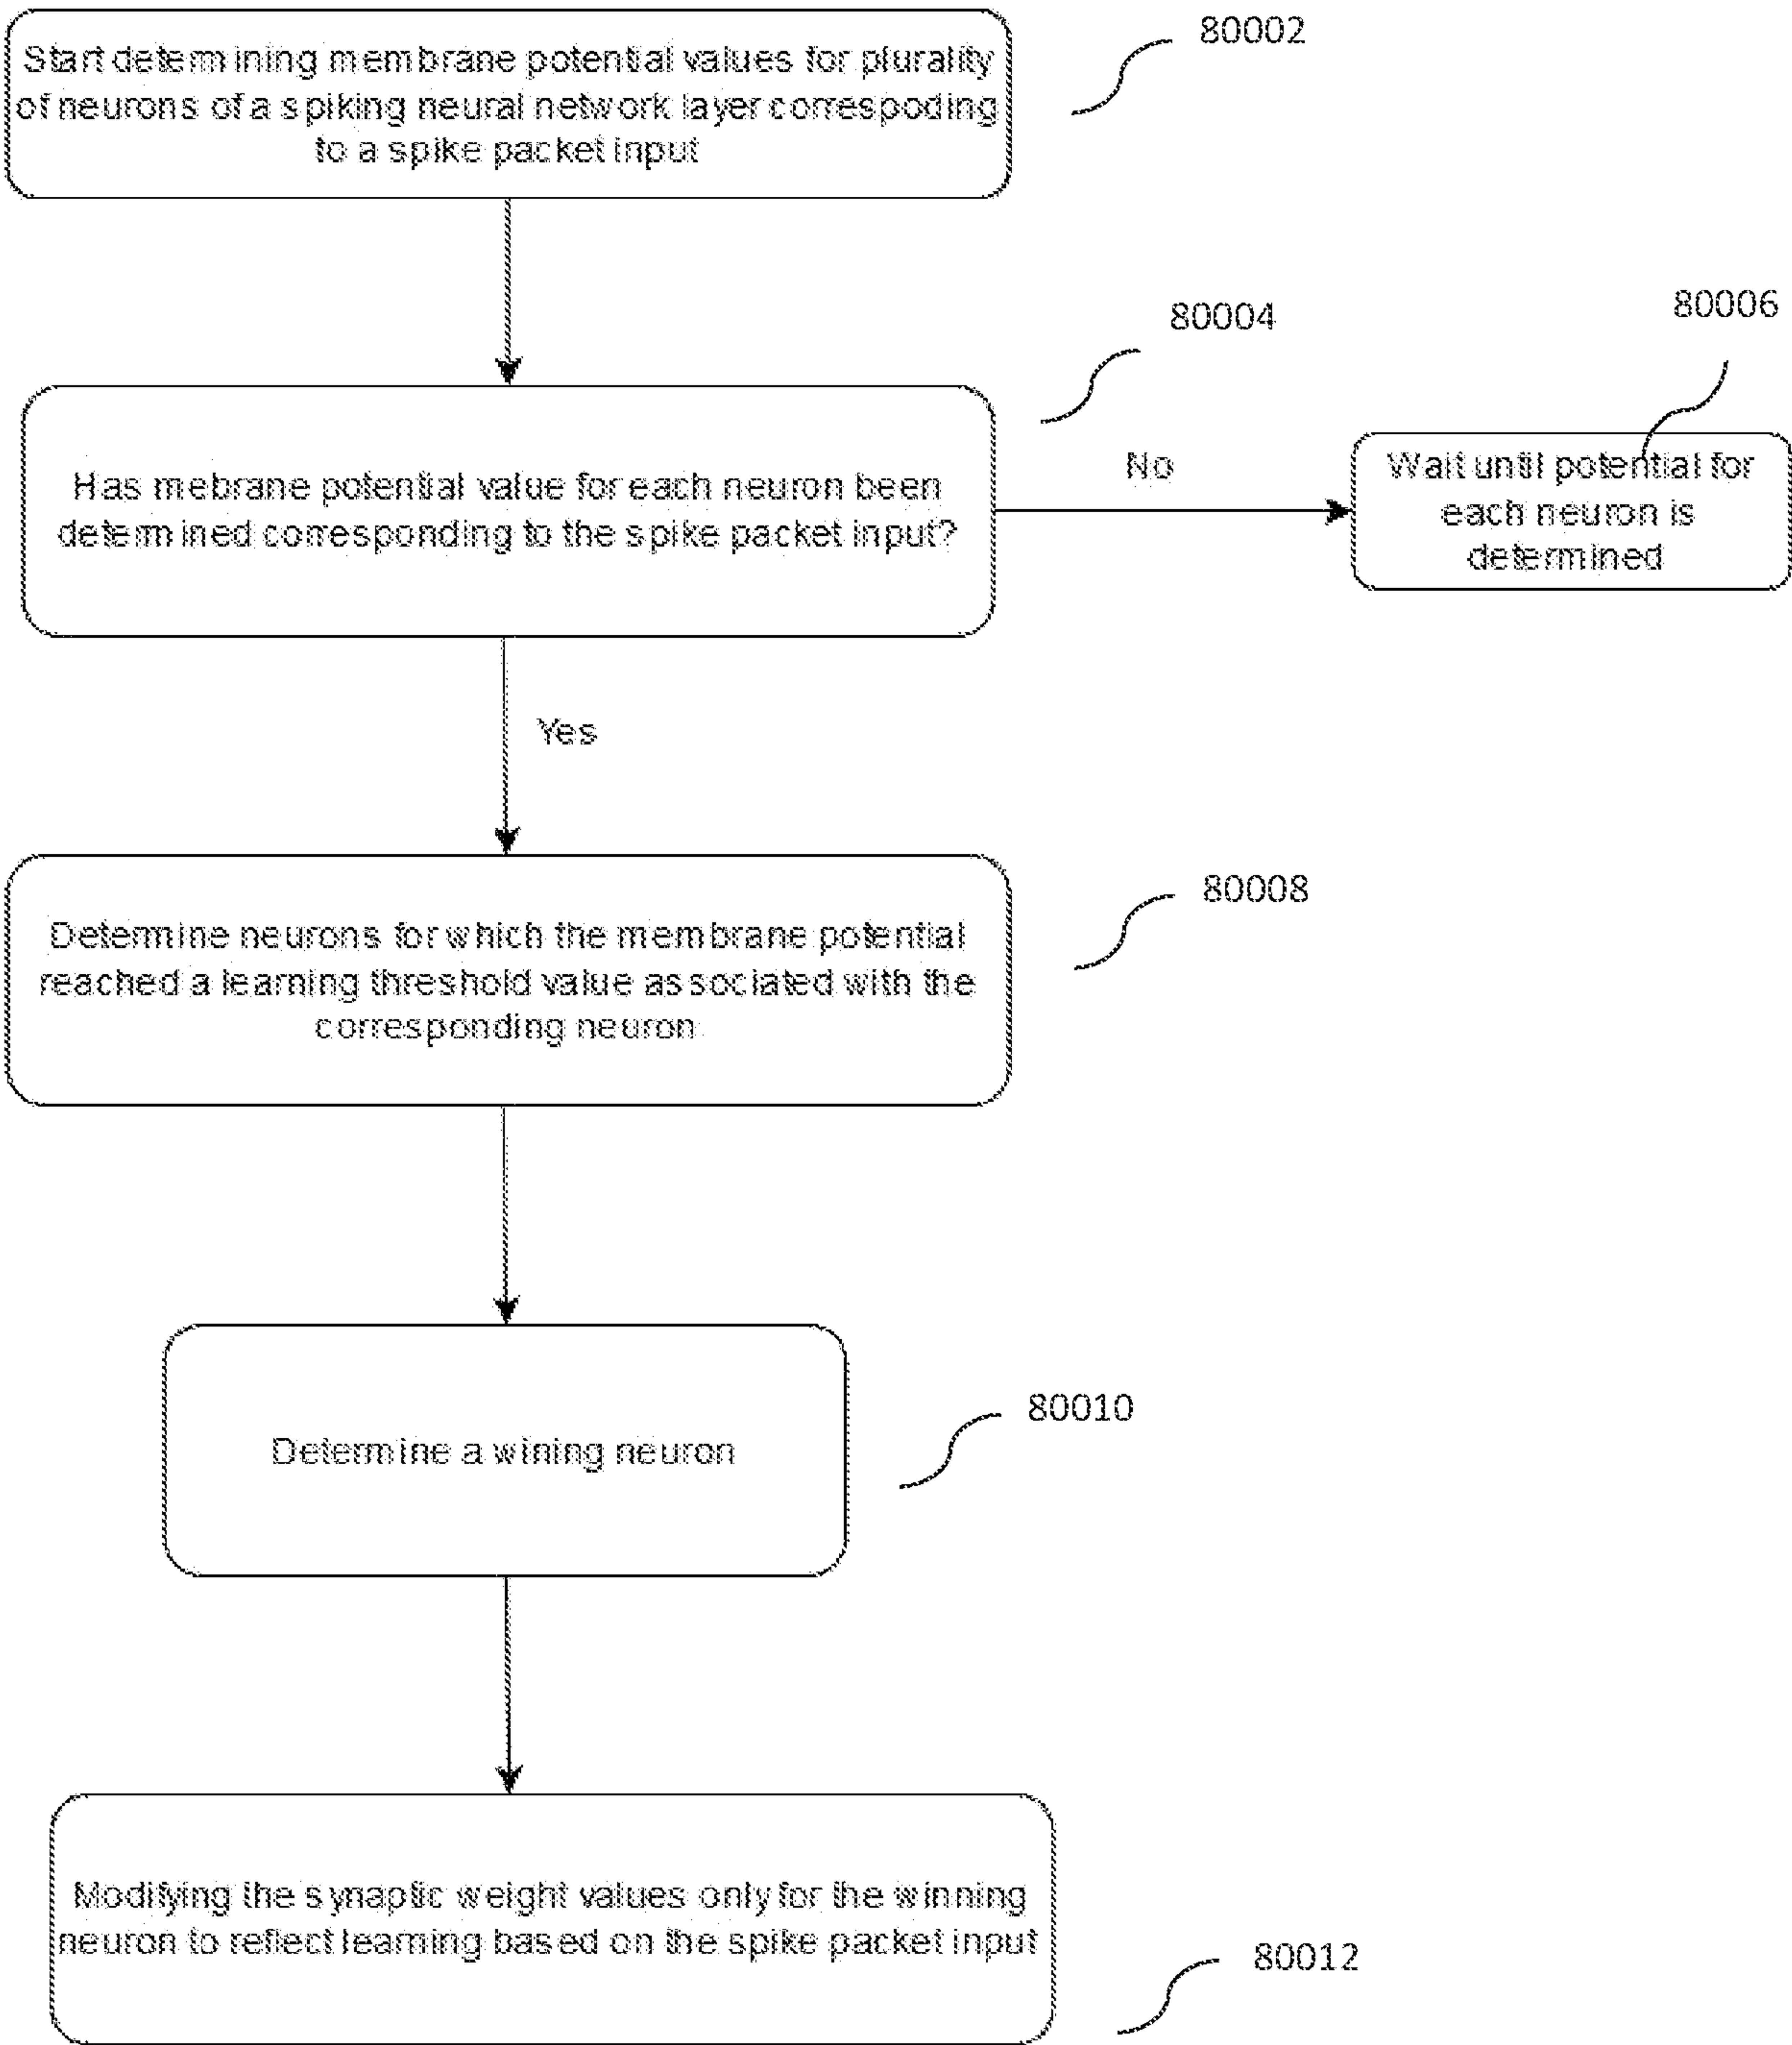 80002
Start determining membrane potential values for plurality
of neurons of a spiking neural network layer correspoding
to a spike packet input
80004
80006
Has mebrane potential value for each neuron been
determined corresponding to the spike packet input?
No
Wait until potential for
each neuron is
determined
Yes
80008
Determine neurons for which the membrane potential
reached a learning threshold value associated with the
corresponding neuron
80010
Determine a wining neuron
Modifying the synaptic weight values only for the winning
neuron to reflect learning based on the spike packet input
80012